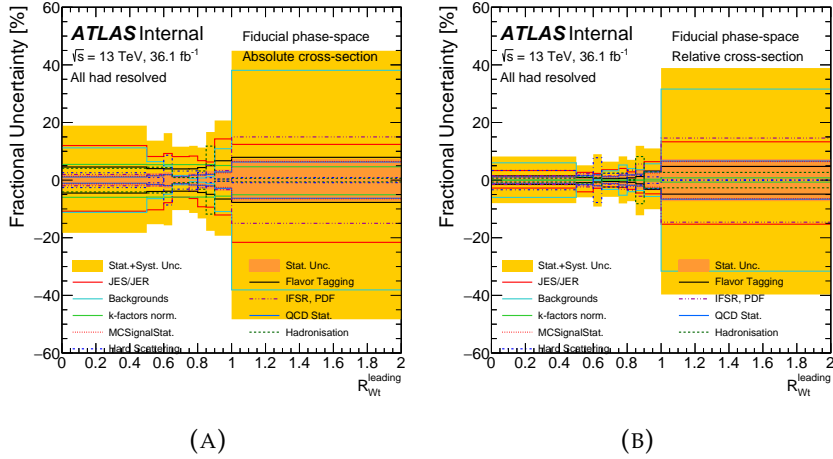 Fractional Uncertainty [%]
60
40
20
0
−20
−40
−60
ATLAS Internal
√s = 13 TeV, 36.1 fb⁻¹
All had resolved
Fiducial phase-space
Absolute cross-section
Stat.+Syst. Unc.
Stat. Unc.
JES/JER
Flavor Tagging
Backgrounds
IFSR, PDF
k-factors norm.
QCD Stat.
MCSignalStat.
Hadronisation
Hard Scattering
0 0.2 0.4 0.6 0.8 1 1.2 1.4 1.6 1.8 2
R_Wt^leading
(A)
Fractional Uncertainty [%]
60
40
20
0
−20
−40
−60
ATLAS Internal
√s = 13 TeV, 36.1 fb⁻¹
All had resolved
Fiducial phase-space
Relative cross-section
Stat.+Syst. Unc.
Stat. Unc.
JES/JER
Flavor Tagging
Backgrounds
IFSR, PDF
k-factors norm.
QCD Stat.
MCSignalStat.
Hadronisation
Hard Scattering
0 0.2 0.4 0.6 0.8 1 1.2 1.4 1.6 1.8 2
R_Wt^leading
(B)